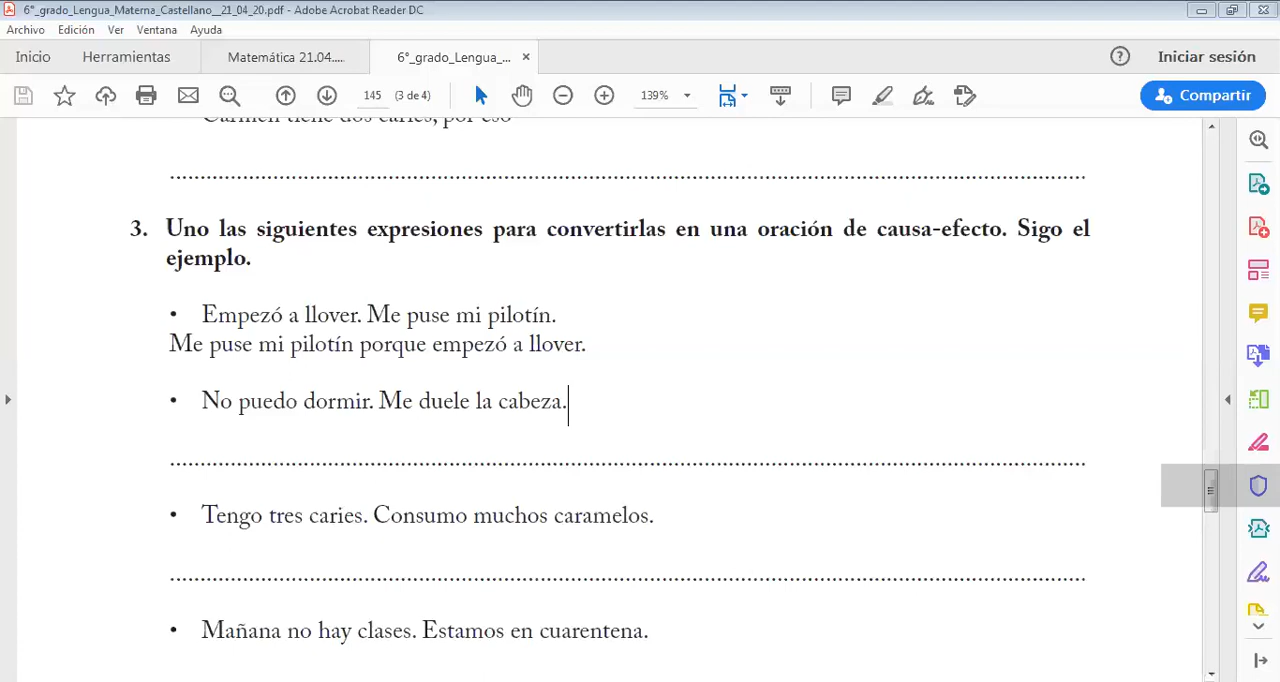 6°_grado_Lengua_Materna_Castellano__21_04_20.pdf - Adobe Acrobat Reader DC
Archivo Edición Ver Ventana Ayuda
Inicio Herramientas Matemática 21.04.... 6°_grado_Lengua_... × Iniciar sesión
145 (3 de 4) 139% Compartir
Carmen tiene dos caries, por eso
................................................................................
3. Uno las siguientes expresiones para convertirlas en una oración de causa-efecto. Sigo el
ejemplo.
• Empezó a llover. Me puse mi pilotín.
Me puse mi pilotín porque empezó a llover.
• No puedo dormir. Me duele la cabeza.
................................................................................
• Tengo tres caries. Consumo muchos caramelos.
................................................................................
• Mañana no hay clases. Estamos en cuarentena.